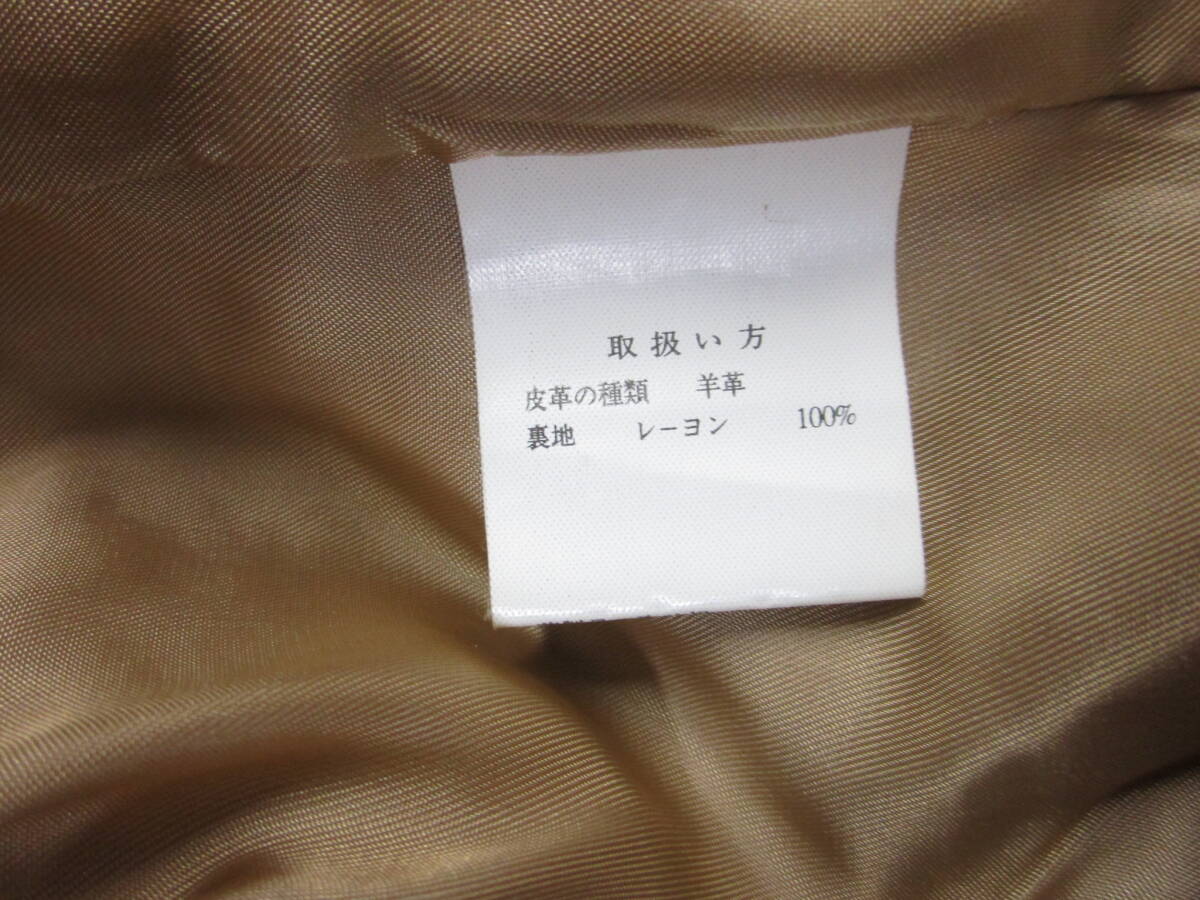 取扱い方
皮革の種類 羊革
裏地 レーヨン 100%